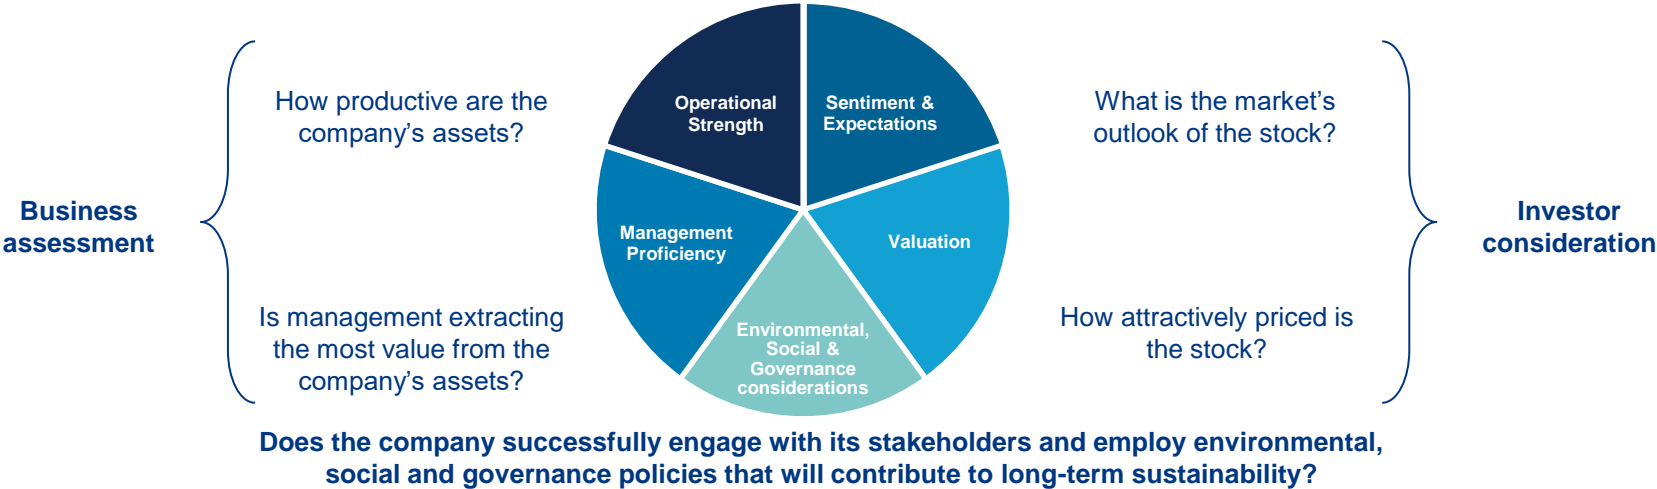 Business
assessment
How productive are the
company's assets?
Is management extracting
the most value from the
company's assets?
Operational
Strength
Sentiment &
Expectations
Management
Proficiency
Valuation
Environmental,
Social &
Governance
considerations
What is the market's
outlook of the stock?
How attractively priced is
the stock?
Investor
consideration
Does the company successfully engage with its stakeholders and employ environmental,
social and governance policies that will contribute to long-term sustainability?